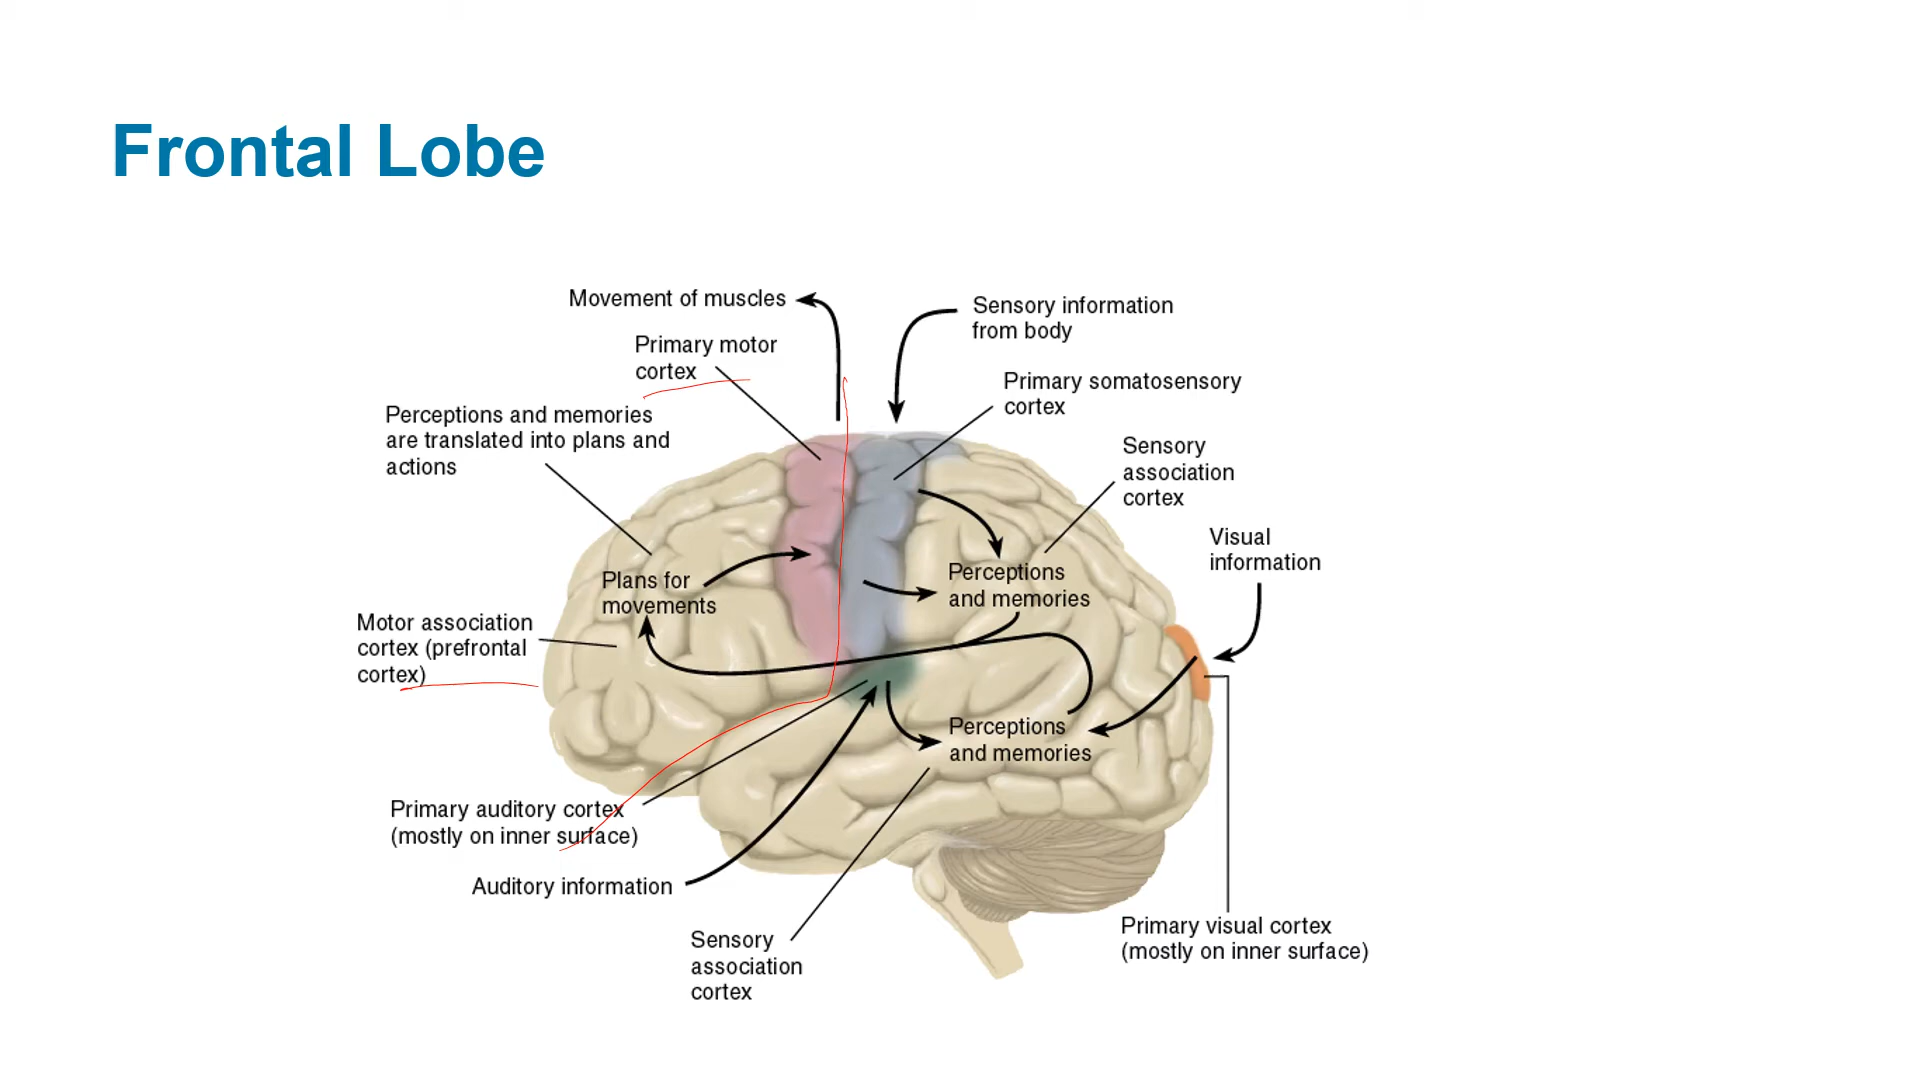 Frontal Lobe
Movement of muscles
Sensory information
from body
Primary motor
cortex
Primary somatosensory
cortex
Perceptions and memories
are translated into plans and
actions
Sensory
association
cortex
Visual
information
Plans for
movements
Perceptions
and memories
Motor association
cortex (prefrontal
cortex)
Perceptions
and memories
Primary auditory cortex
(mostly on inner surface)
Auditory information
Sensory
association
cortex
Primary visual cortex
(mostly on inner surface)